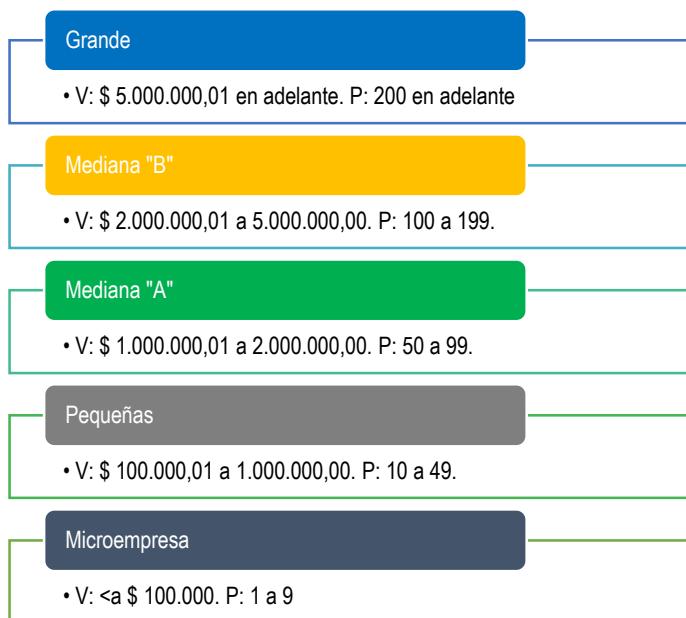 Grande
• V: $ 5.000.000,01 en adelante. P: 200 en adelante
Mediana "B"
• V: $ 2.000.000,01 a 5.000.000,00. P: 100 a 199.
Mediana "A"
• V: $ 1.000.000,01 a 2.000.000,00. P: 50 a 99.
Pequeñas
• V: $ 100.000,01 a 1.000.000,00. P: 10 a 49.
Microempresa
• V: <a $ 100.000. P: 1 a 9